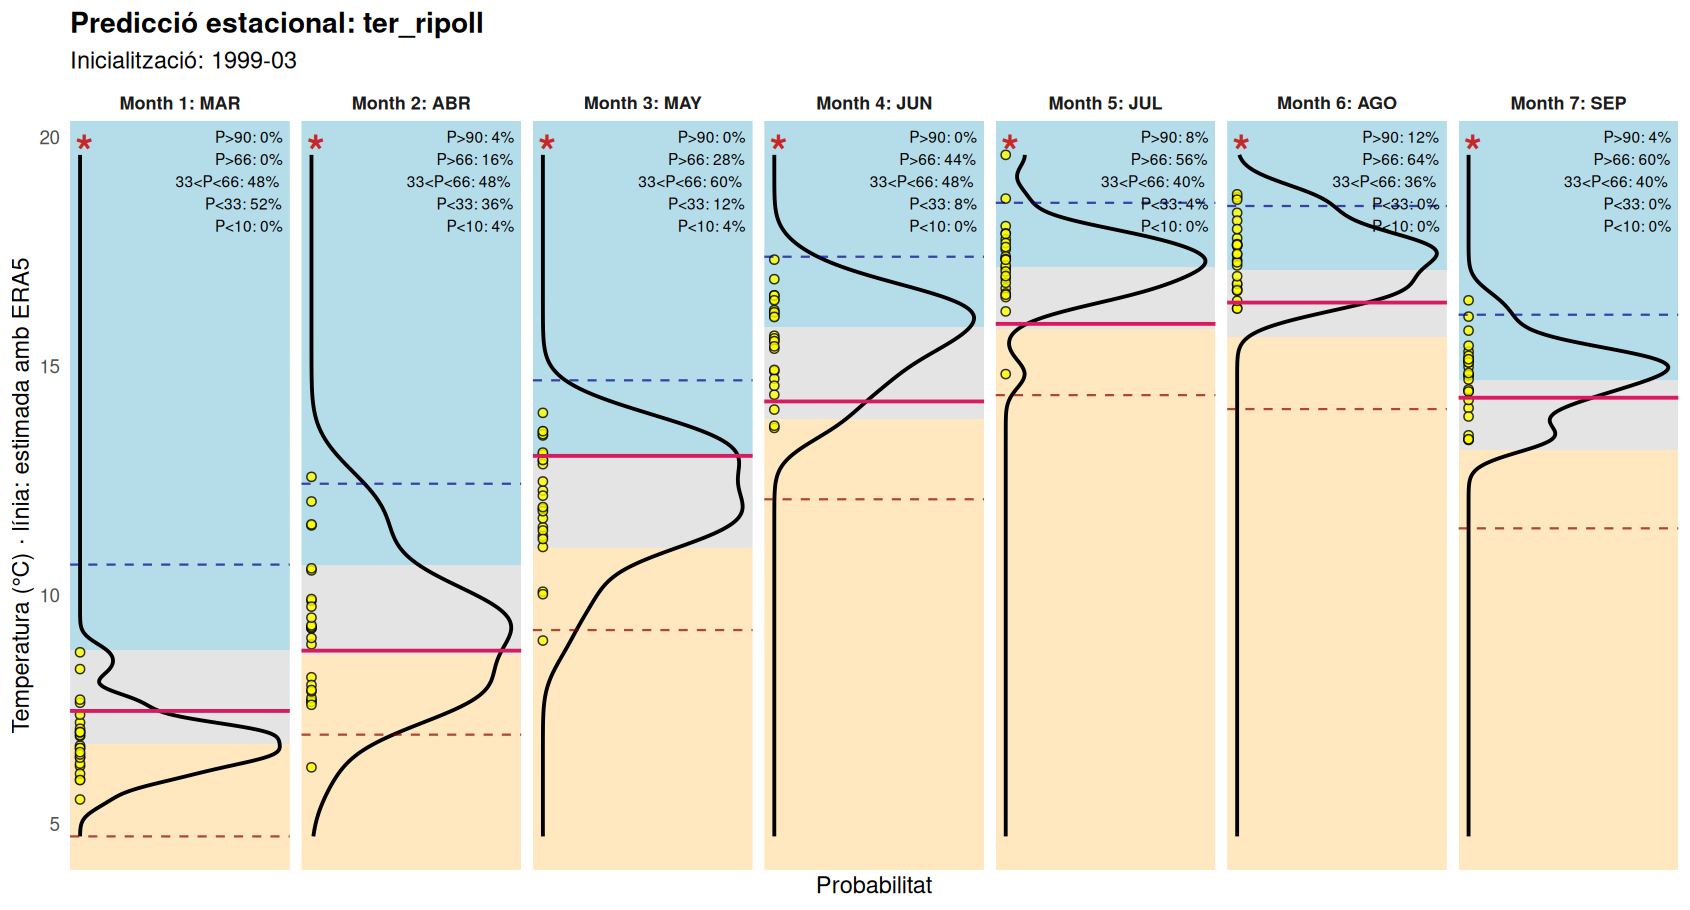 Predicció estacional: ter_ripoll
Inicialització: 1999-03
Month 1: MAR
Month 2: ABR
Month 3: MAY
Month 4: JUN
Month 5: JUL
Month 6: AGO
Month 7: SEP
*
P>90: 0%
P>66: 0%
33<P<66: 48%
P<33: 52%
P<10: 0%
*
P>90: 4%
P>66: 16%
33<P<66: 48%
P<33: 36%
P<10: 4%
*
P>90: 0%
P>66: 28%
33<P<66: 60%
P<33: 12%
P<10: 4%
*
P>90: 0%
P>66: 44%
33<P<66: 48%
P<33: 8%
P<10: 0%
*
P>90: 8%
P>66: 56%
33<P<66: 40%
P<33: 4%
P<10: 0%
*
P>90: 12%
P>66: 64%
33<P<66: 36%
P<33: 0%
P<10: 0%
*
P>90: 4%
P>66: 60%
33<P<66: 40%
P<33: 0%
P<10: 0%
20
15
10
5
Temperatura (°C) · línia: estimada amb ERA5
Probabilitat